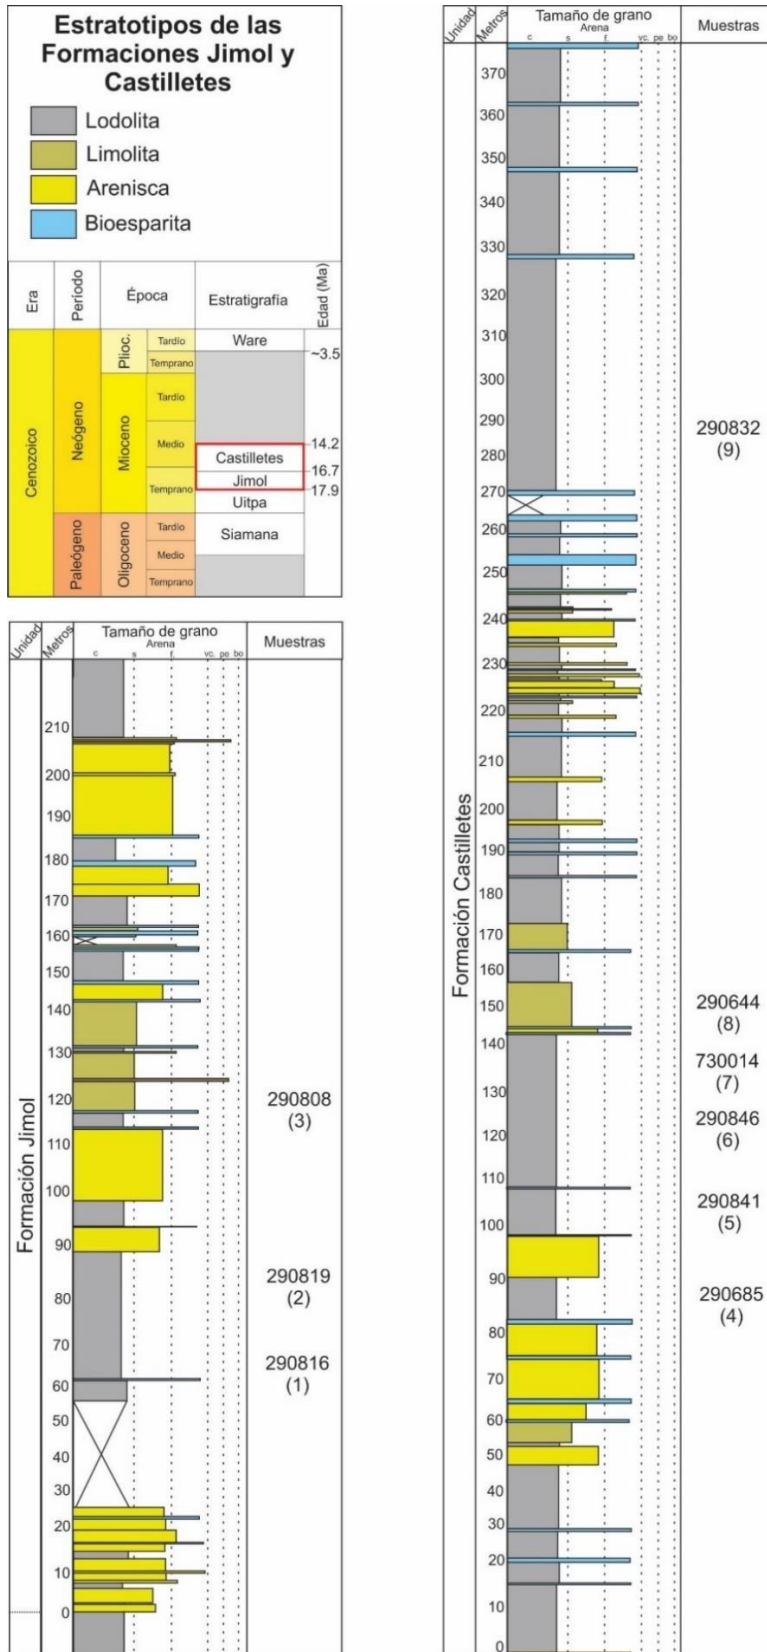 Estratotipos de las
Formaciones Jimol y
Castilletes
Lodolita
Limolita
Arenisca
Bioesparita
Era
Período
Época
Estratigrafía
Edad (Ma)
Cenozoico
Neógeno
Paleógeno
Plioc.
Mioceno
Oligoceno
Tardío
Temprano
Tardío
Medio
Temprano
Tardío
Medio
Temprano
Ware
Castilletes
Jimol
Uitpa
Siamana
~3.5
14.2
16.7
17.9
Unidad
Metros
Tamaño de grano
Arena
c s f. vc. pe bo
Muestras
Formación Jimol
210
200
190
180
170
160
150
140
130
120
110
100
90
80
70
60
50
40
30
20
10
0
290808
(3)
290819
(2)
290816
(1)
Unidad
Metros
Tamaño de grano
Arena
c s f. vc. pe bo
Muestras
Formación Castilletes
370
360
350
340
330
320
310
300
290
280
270
260
250
240
230
220
210
200
190
180
170
160
150
140
130
120
110
100
90
80
70
60
50
40
30
20
10
0
290832
(9)
290644
(8)
730014
(7)
290846
(6)
290841
(5)
290685
(4)